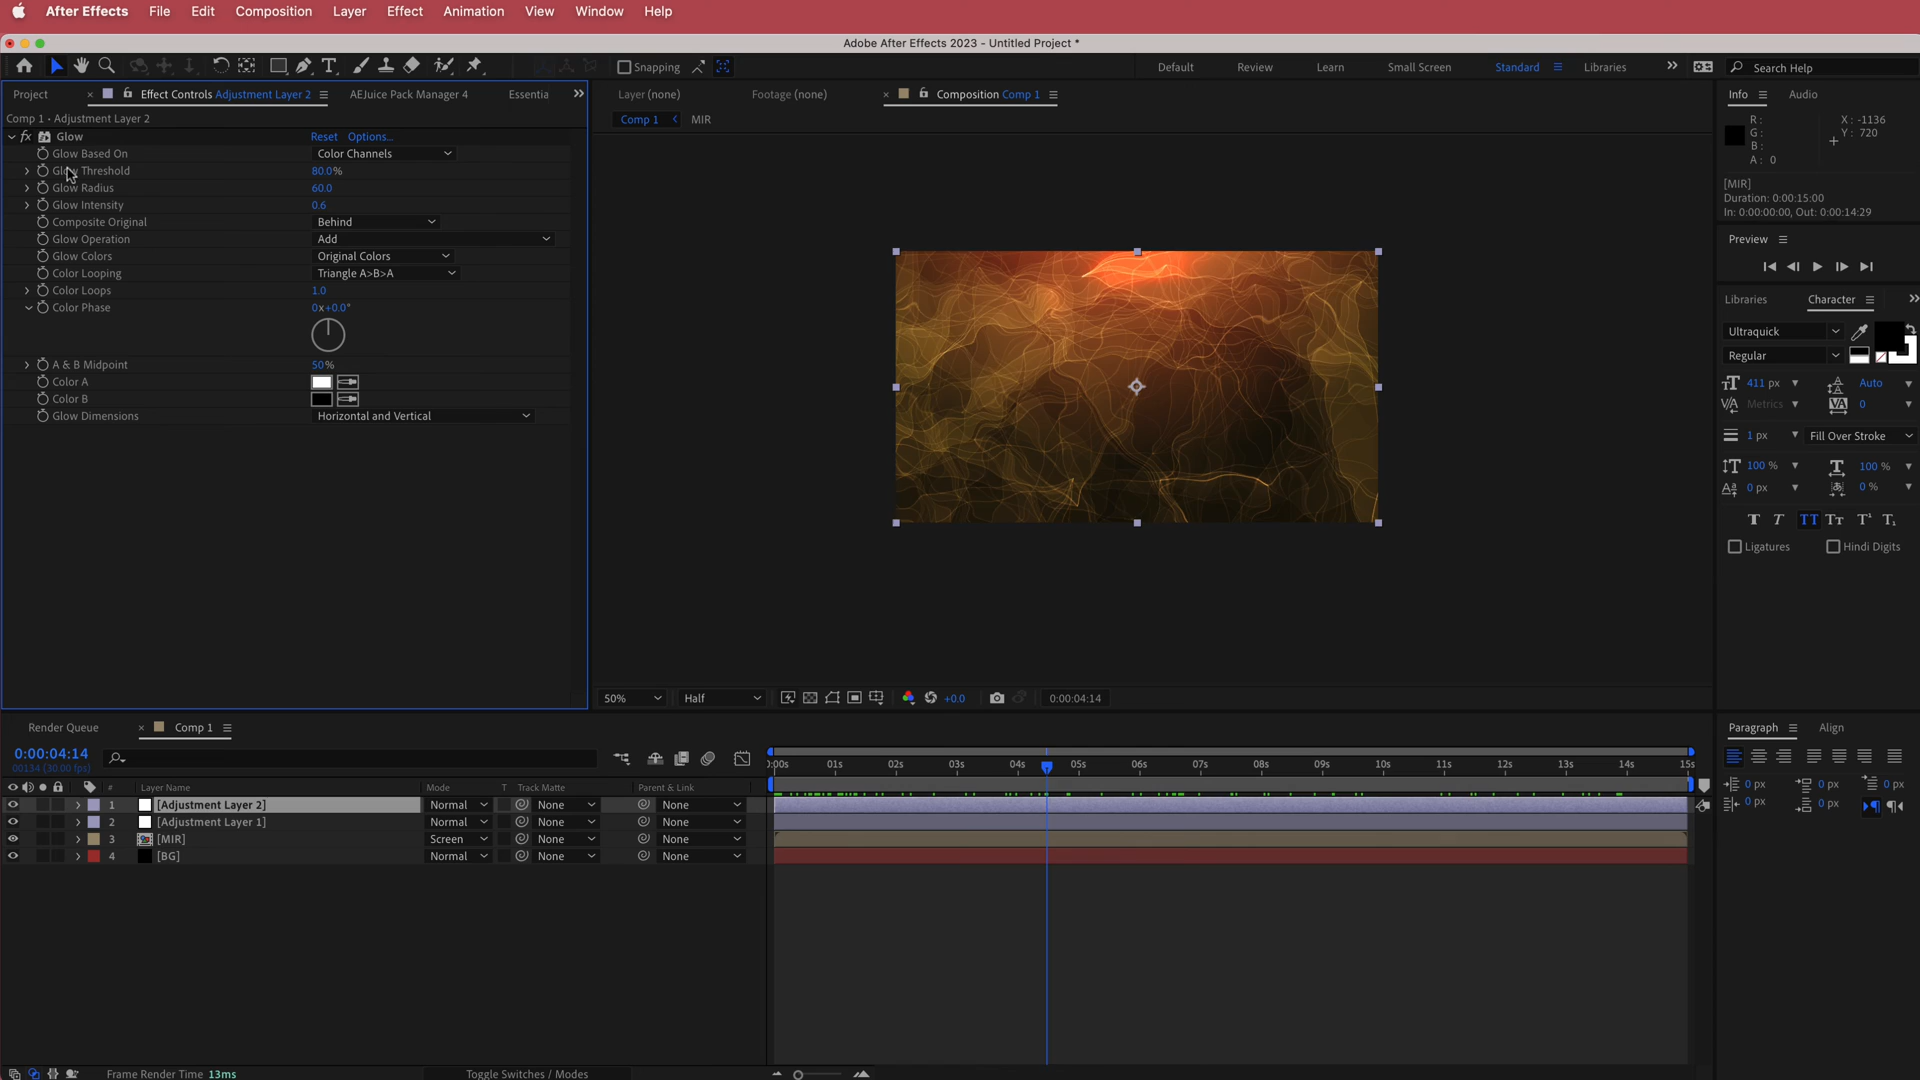 After Effects File Edit Composition Layer Effect Animation View Window Help
Adobe After Effects 2023 - Untitled Project *
Snapping Default Review Learn Small Screen Standard Libraries Search Help
Project Effect Controls Adjustment Layer 2 AEJuice Pack Manager 4 Essentia
Layer (none) Footage (none) Composition Comp 1
Info Audio
Comp 1 • Adjustment Layer 2
Comp 1 MIR
R :
G :
B :
A : 0
X : -1136
Y : 720
fx Glow Reset Options...
Glow Based On Color Channels
Glow Threshold 80.0%
Glow Radius 60.0
Glow Intensity 0.6
Composite Original Behind
Glow Operation Add
Glow Colors Original Colors
Color Looping Triangle A>B>A
Color Loops 1.0
Color Phase 0x+0.0°
A & B Midpoint 50%
Color A
Color B
Glow Dimensions Horizontal and Vertical
[MIR]
Duration: 0:00:15:00
In: 0:00:00:00, Out: 0:00:14:29
Preview
Libraries Character
Ultraquick
Regular
411 px Auto
Metrics 0
1 px Fill Over Stroke
100 % 100 %
0 px 0 %
T T TT Tt T¹ T₁
Ligatures Hindi Digits
50% Half +0.0 0:00:04:14
Render Queue Comp 1
0:00:04:14
00134 (30.00 fps)
# Layer Name Mode T Track Matte Parent & Link
1 [Adjustment Layer 2] Normal None None
2 [Adjustment Layer 1] Normal None None
3 [MIR] Screen None None
4 [BG] Normal None None
):00s 01s 02s 03s 04s 05s 06s 07s 08s 09s 10s 11s 12s 13s 14s 15s
Paragraph Align
0 px 0 px 0 px
0 px 0 px
Frame Render Time 13ms Toggle Switches / Modes